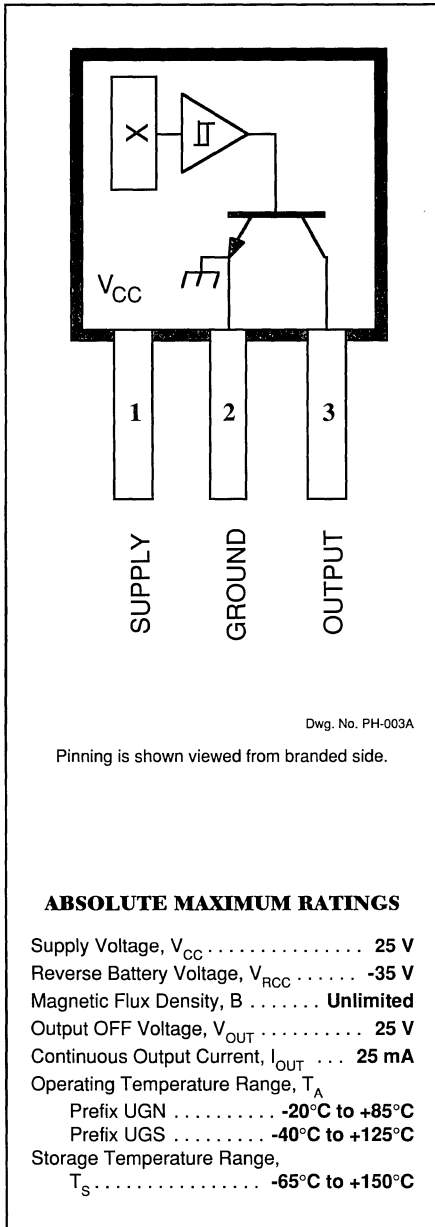 X
V_CC
1 2 3
SUPPLY GROUND OUTPUT
Dwg. No. PH-003A
Pinning is shown viewed from branded side.
ABSOLUTE MAXIMUM RATINGS
Supply Voltage, V_CC . . . . . . . . . . . . . . . 25 V
Reverse Battery Voltage, V_RCC . . . . . . -35 V
Magnetic Flux Density, B . . . . . . . Unlimited
Output OFF Voltage, V_OUT . . . . . . . . . . 25 V
Continuous Output Current, I_OUT . . . 25 mA
Operating Temperature Range, T_A
Prefix UGN . . . . . . . . . . -20°C to +85°C
Prefix UGS . . . . . . . . . -40°C to +125°C
Storage Temperature Range,
T_S . . . . . . . . . . . . . . . . -65°C to +150°C